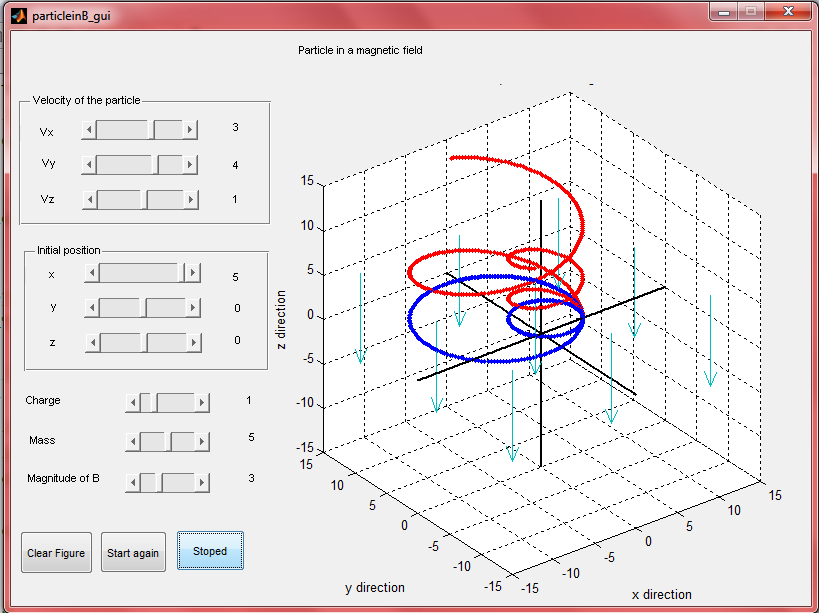 particleinB_gui
Particle in a magnetic field
Velocity of the particle
Vx 3
Vy 4
Vz 1
Initial position
x 5
y 0
z 0
Charge 1
Mass 5
Magnitude of B 3
Clear Figure Start again Stoped
z direction
15
10
5
0
-5
-10
-15
y direction
15
10
5
0
-5
-10
-15
x direction
-15
-10
-5
0
5
10
15